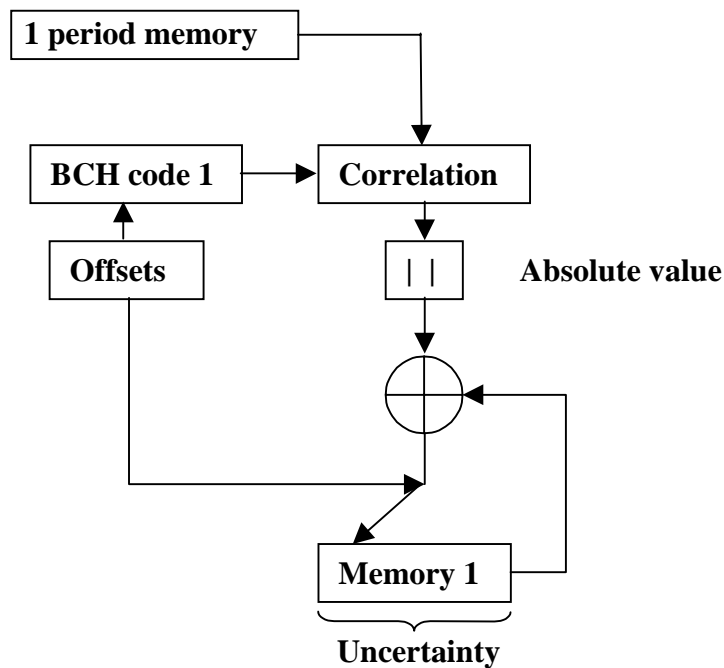 1 period memory
BCH code 1
Correlation
Offsets
| |
Absolute value
Memory 1
Uncertainty